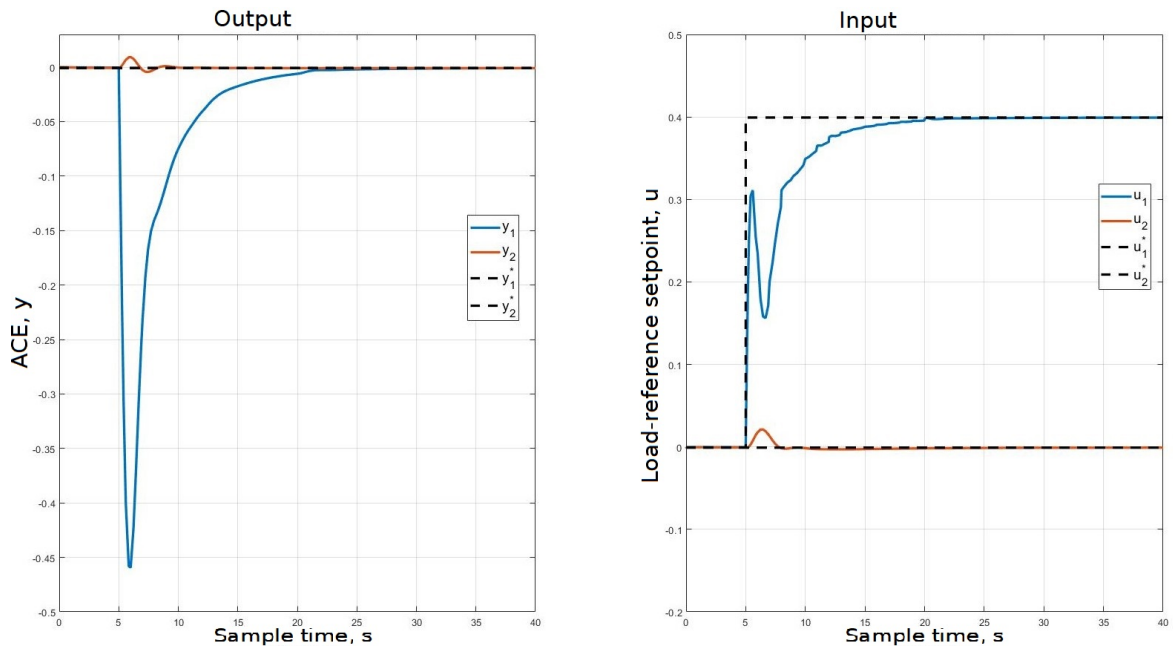 Output
0
-0.05
-0.1
-0.15
-0.2
-0.25
-0.3
-0.35
-0.4
-0.45
-0.5
ACE, y
0 5 10 15 20 25 30 35 40
Sample time, s
y1
y2
y1*
y2*
Input
0.5
0.4
0.3
0.2
0.1
0
-0.1
-0.2
Load-reference setpoint, u
0 5 10 15 20 25 30 35 40
Sample time, s
u1
u2
u1*
u2*